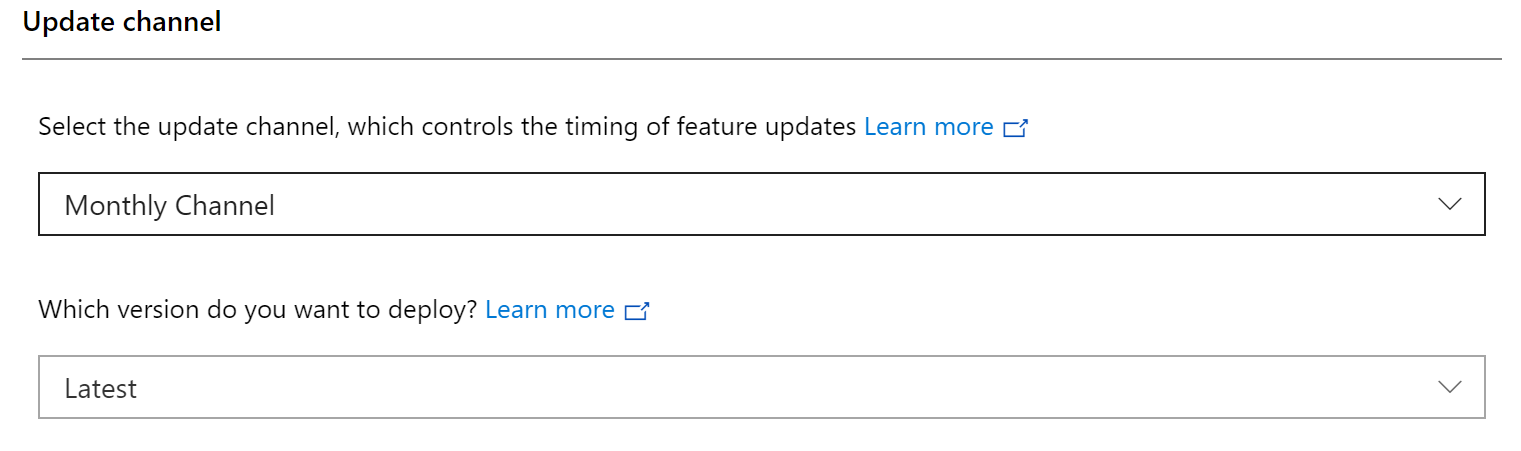 Update channel
Select the update channel, which controls the timing of feature updates Learn more
Monthly Channel
Which version do you want to deploy? Learn more
Latest